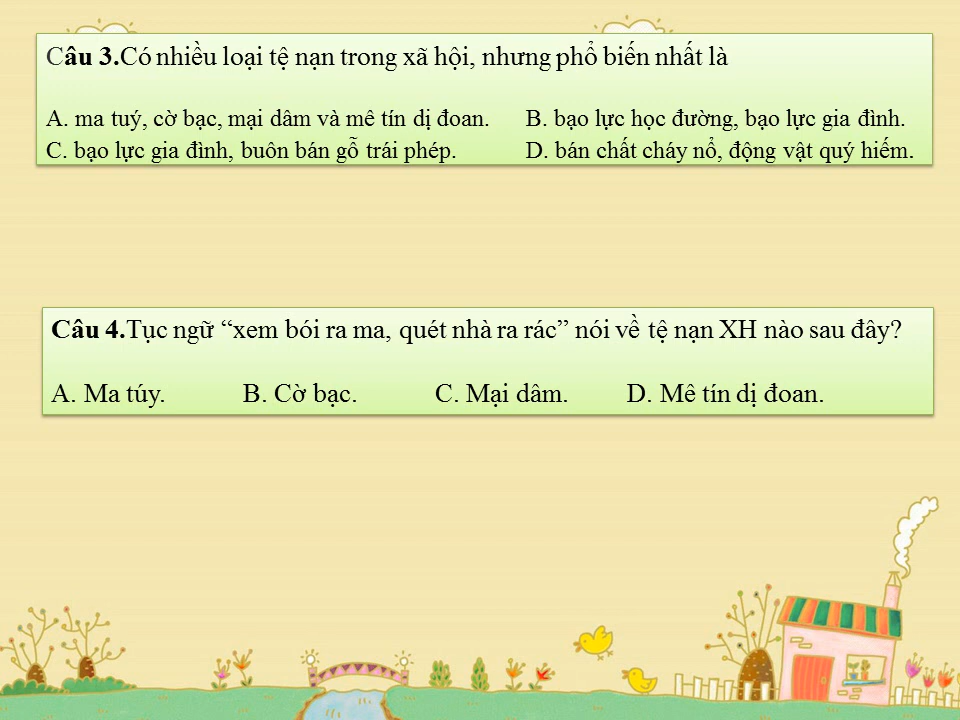 Câu 3.Có nhiều loại tệ nạn trong xã hội, nhưng phổ biến nhất là
A. ma tuý, cờ bạc, mại dâm và mê tín dị đoan. B. bạo lực học đường, bạo lực gia đình.
C. bạo lực gia đình, buôn bán gỗ trái phép. D. bán chất cháy nổ, động vật quý hiếm.
Câu 4.Tục ngữ “xem bói ra ma, quét nhà ra rác” nói về tệ nạn XH nào sau đây?
A. Ma túy. B. Cờ bạc. C. Mại dâm. D. Mê tín dị đoan.